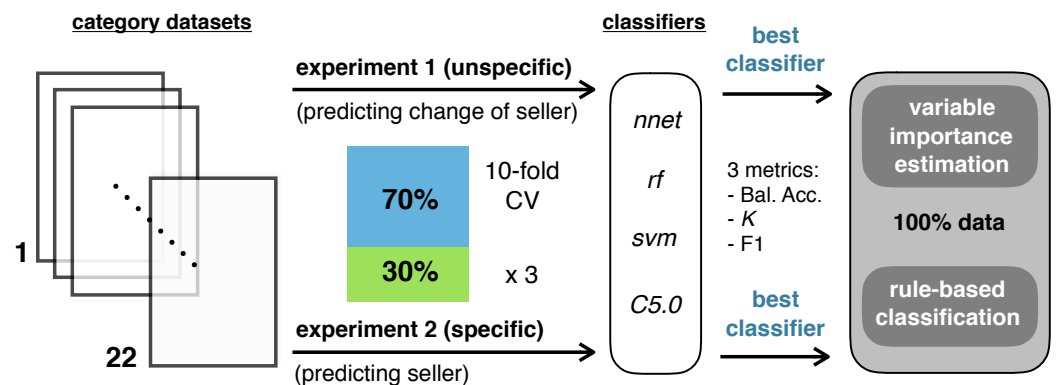 category datasets
1
22
experiment 1 (unspecific)
(predicting change of seller)
70%
10-fold
CV
30%
x 3
experiment 2 (specific)
(predicting seller)
classifiers
nnet
rf
svm
C5.0
best
classifier
3 metrics:
- Bal. Acc.
- K
- F1
best
classifier
variable
importance
estimation
100% data
rule-based
classification